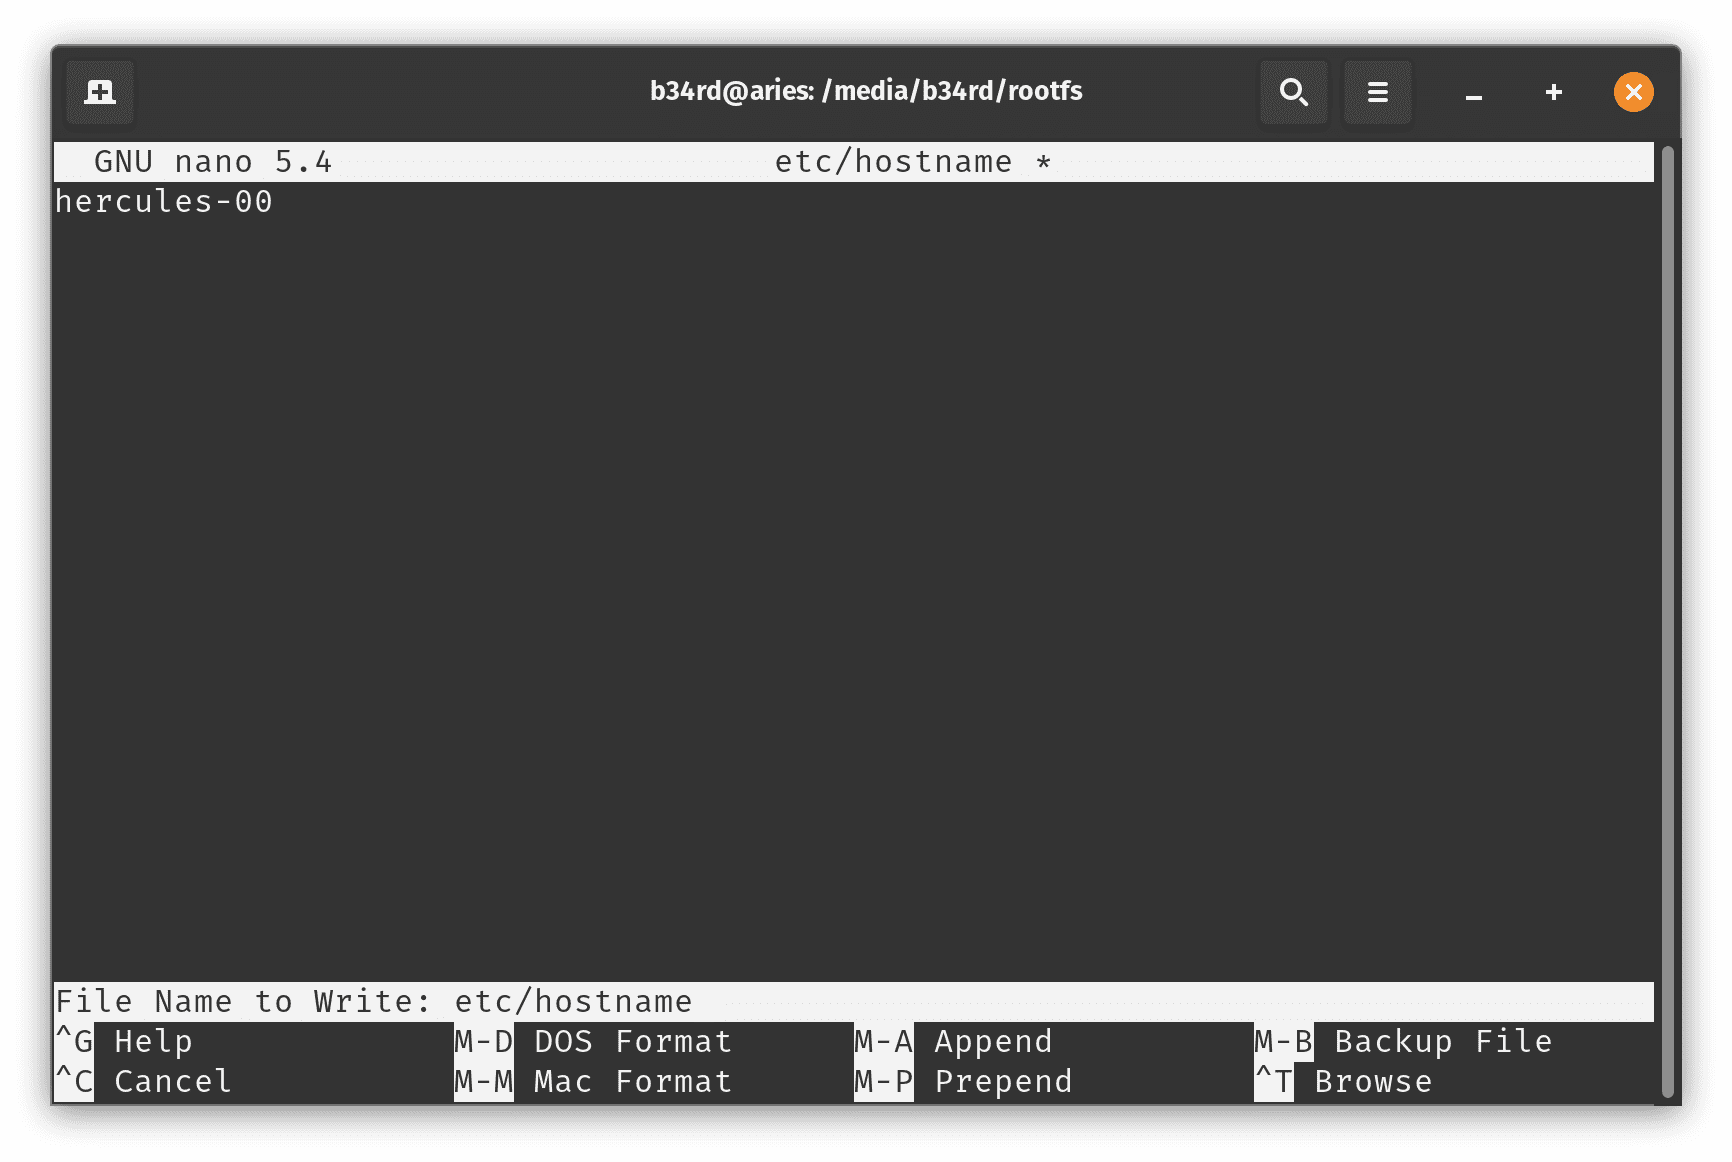 b34rd@aries: /media/b34rd/rootfs
GNU nano 5.4 etc/hostname *
hercules-00
File Name to Write: etc/hostname
^G Help M-D DOS Format M-A Append M-B Backup File
^C Cancel M-M Mac Format M-P Prepend ^T Browse